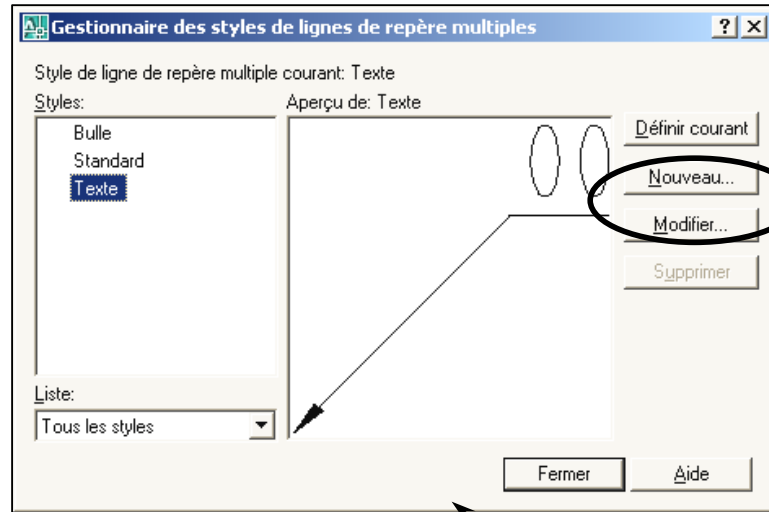 Gestionnaire des styles de lignes de repère multiples
Style de ligne de repère multiple courant: Texte
Styles:
Aperçu de: Texte
Bulle
Standard
Texte
Définir courant
Nouveau...
Modifier...
Supprimer
Liste:
Tous les styles
Fermer
Aide